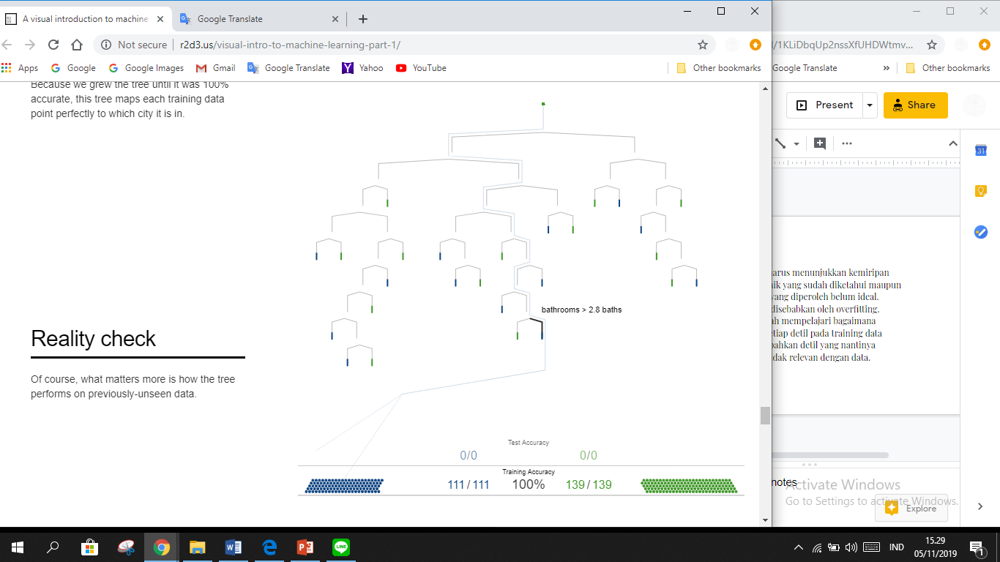 A visual introduction to machine
Google Translate
Not secure
r2d3.us/visual-intro-to-machine-learning-part-1/
/1KLiDbqUp2nssXfUHDWtmv...
Apps
Google
Google Images
Gmail
Google Translate
Yahoo
YouTube
Other bookmarks
Google Translate
»
Other bookmarks
Because we grew the tree until it was 100%
accurate, this tree maps each training data
point perfectly to which city it is in.
Present
Share
31
bathrooms > 2.8 baths
Reality check
Of course, what matters more is how the tree
performs on previously-unseen data.
Test Accuracy
0/0
0/0
Training Accuracy
111 / 111
100%
139 / 139
arus menunjukkan kemiripan
aik yang sudah diketahui maupun
yang diperoleh belum ideal.
disebabkan oleh overfitting.
ah mempelajari bagaimana
etiap detil pada training data
bahkan detil yang nantinya
idak relevan dengan data.
notes
Activate Windows
Go to Settings to activate Windows.
Explore
IND
15.29
05/11/2019
1